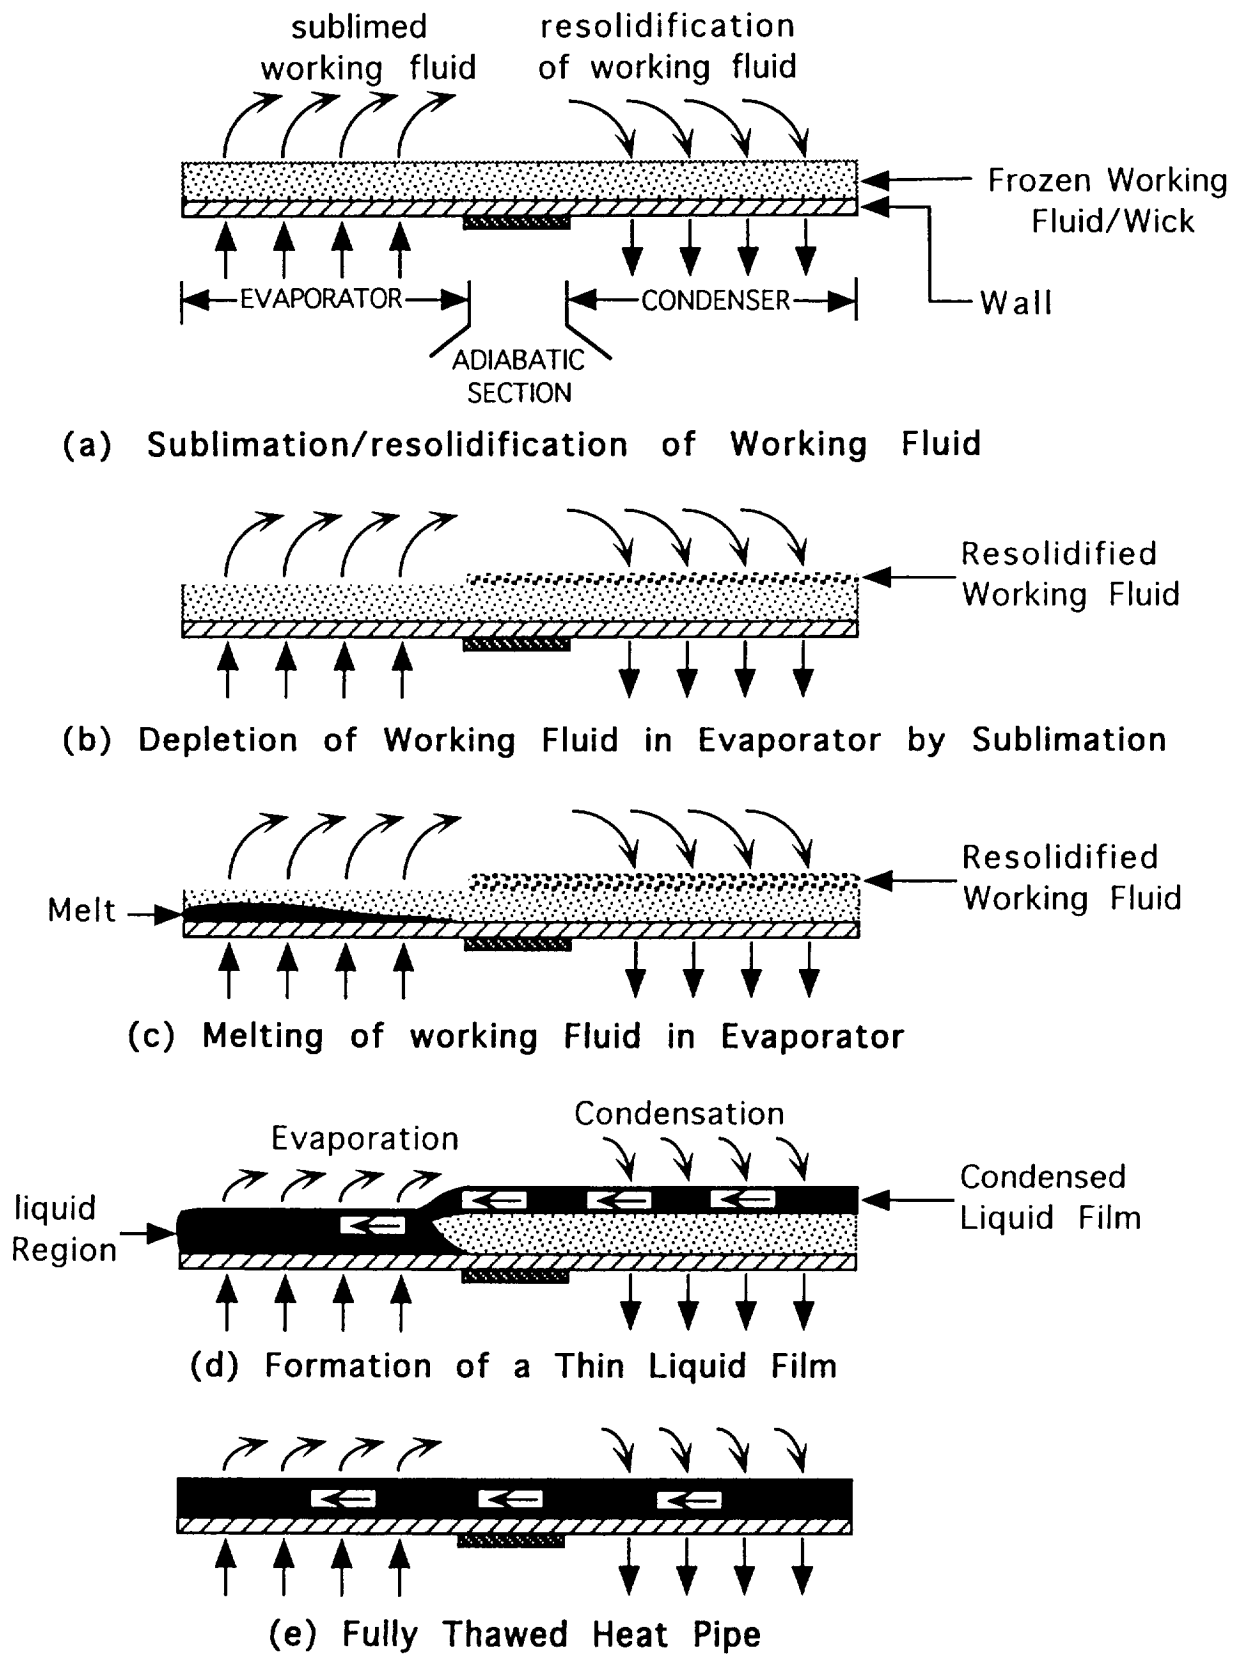 sublimed
working fluid
resolidification
of working fluid
Frozen Working
Fluid/Wick
Wall
EVAPORATOR
CONDENSER
ADIABATIC
SECTION
(a) Sublimation/resolidification of Working Fluid
Resolidified
Working Fluid
(b) Depletion of Working Fluid in Evaporator by Sublimation
Melt
Resolidified
Working Fluid
(c) Melting of working Fluid in Evaporator
Evaporation
Condensation
liquid
Region
Condensed
Liquid Film
(d) Formation of a Thin Liquid Film
(e) Fully Thawed Heat Pipe